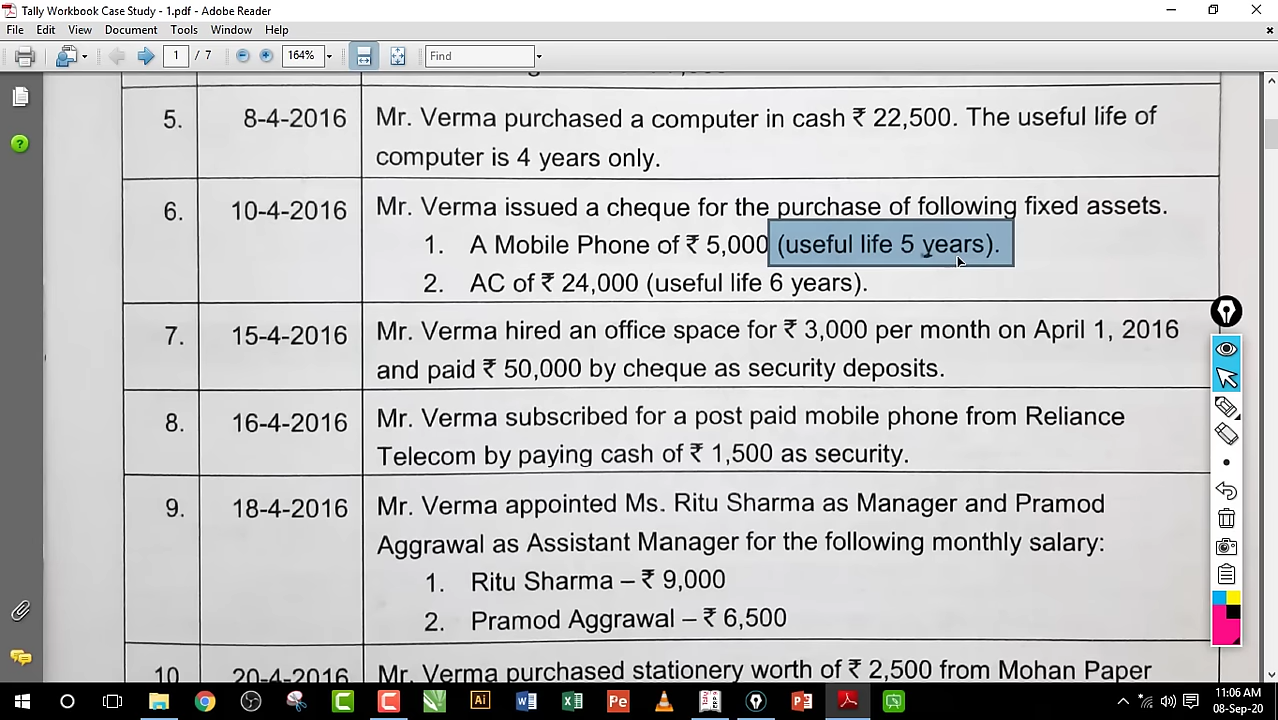 Tally Workbook Case Study - 1.pdf - Adobe Reader
File Edit View Document Tools Window Help
1 / 7 164% Find
5. 8-4-2016 Mr. Verma purchased a computer in cash ₹ 22,500. The useful life of
computer is 4 years only.
6. 10-4-2016 Mr. Verma issued a cheque for the purchase of following fixed assets.
1. A Mobile Phone of ₹ 5,000 (useful life 5 years).
2. AC of ₹ 24,000 (useful life 6 years).
7. 15-4-2016 Mr. Verma hired an office space for ₹ 3,000 per month on April 1, 2016
and paid ₹ 50,000 by cheque as security deposits.
8. 16-4-2016 Mr. Verma subscribed for a post paid mobile phone from Reliance
Telecom by paying cash of ₹ 1,500 as security.
9. 18-4-2016 Mr. Verma appointed Ms. Ritu Sharma as Manager and Pramod
Aggrawal as Assistant Manager for the following monthly salary:
1. Ritu Sharma – ₹ 9,000
2. Pramod Aggrawal – ₹ 6,500
10. 20-4-2016 Mr. Verma purchased stationery worth of ₹ 2,500 from Mohan Paper
Ai Pe
11:06 AM
08-Sep-20